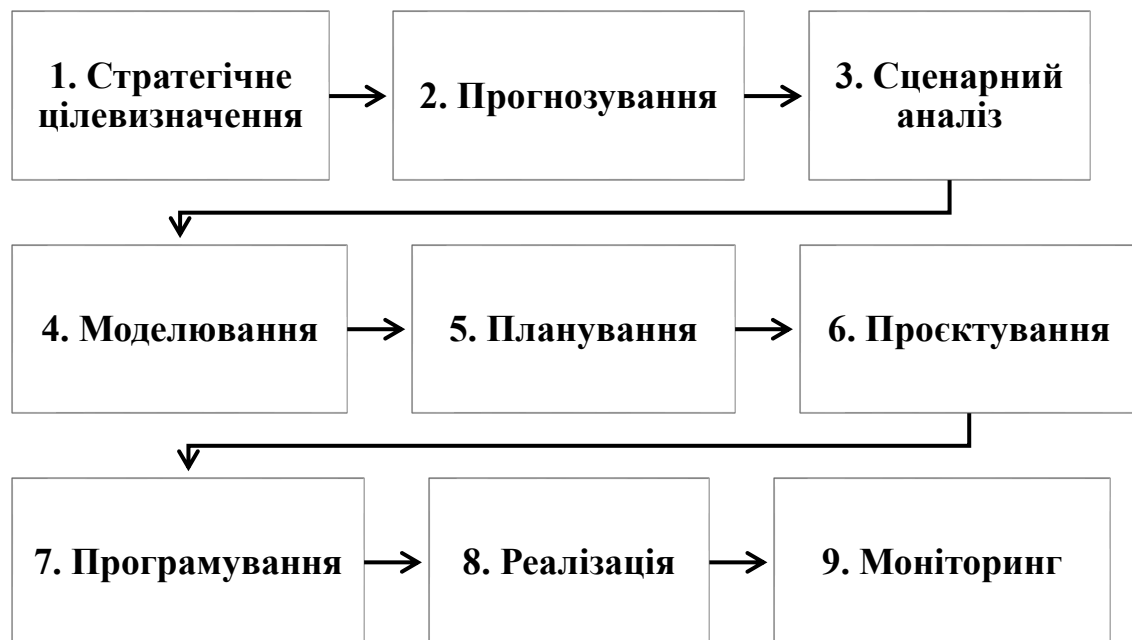 1. Стратегічне
цілевизначення
2. Прогнозування
3. Сценарний
аналіз
4. Моделювання
5. Планування
6. Проєктування
7. Програмування
8. Реалізація
9. Моніторинг